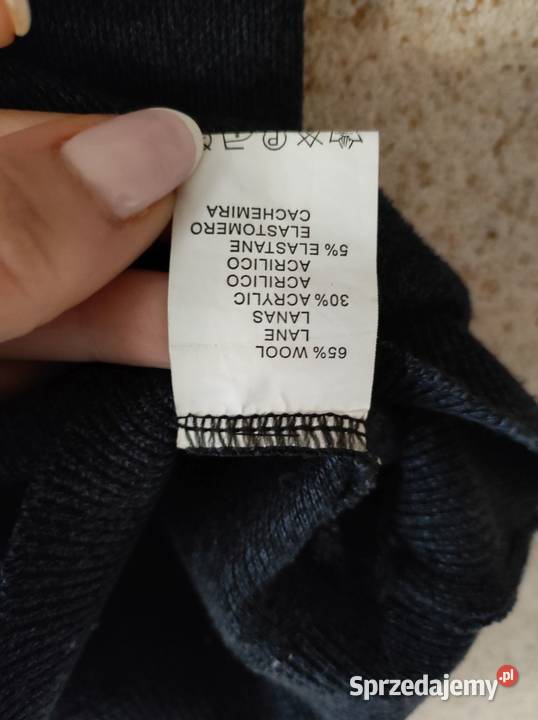 65% WOOL
LANE
LANAS
30% ACRYLIC
ACRILICO
ACRILICO
5% ELASTANE
ELASTOMERO
CACHEMIRA
Sprzedajemy.pl